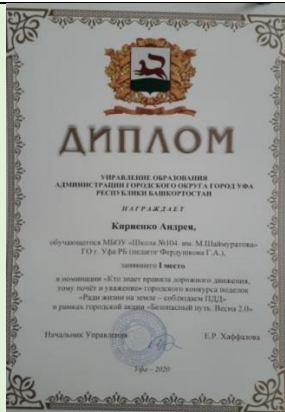 ДИПЛОМ
УПРАВЛЕНИЕ ОБРАЗОВАНИЯ
АДМИНИСТРАЦИИ ГОРОДСКОГО ОКРУГА ГОРОД УФА
РЕСПУБЛИКИ БАШКОРТОСТАН
НАГРАЖДАЕТ
Кириенко Андрея,
обучающегося МБОУ «Школа №104 им. М.Шаймуратова»
ГО г. Уфа РБ (педагог Фердуникова Г.А.),
занявшего I место
в номинации «Кто знает правила дорожного движения,
тому почёт и уважение» городского конкурса поделок
«Ради жизни на земле – соблюдаем ПДД»
в рамках городской акции «Безопасный путь. Весна 2.0»
Начальник Управления Е.Р. Хаффазова
Уфа – 2020